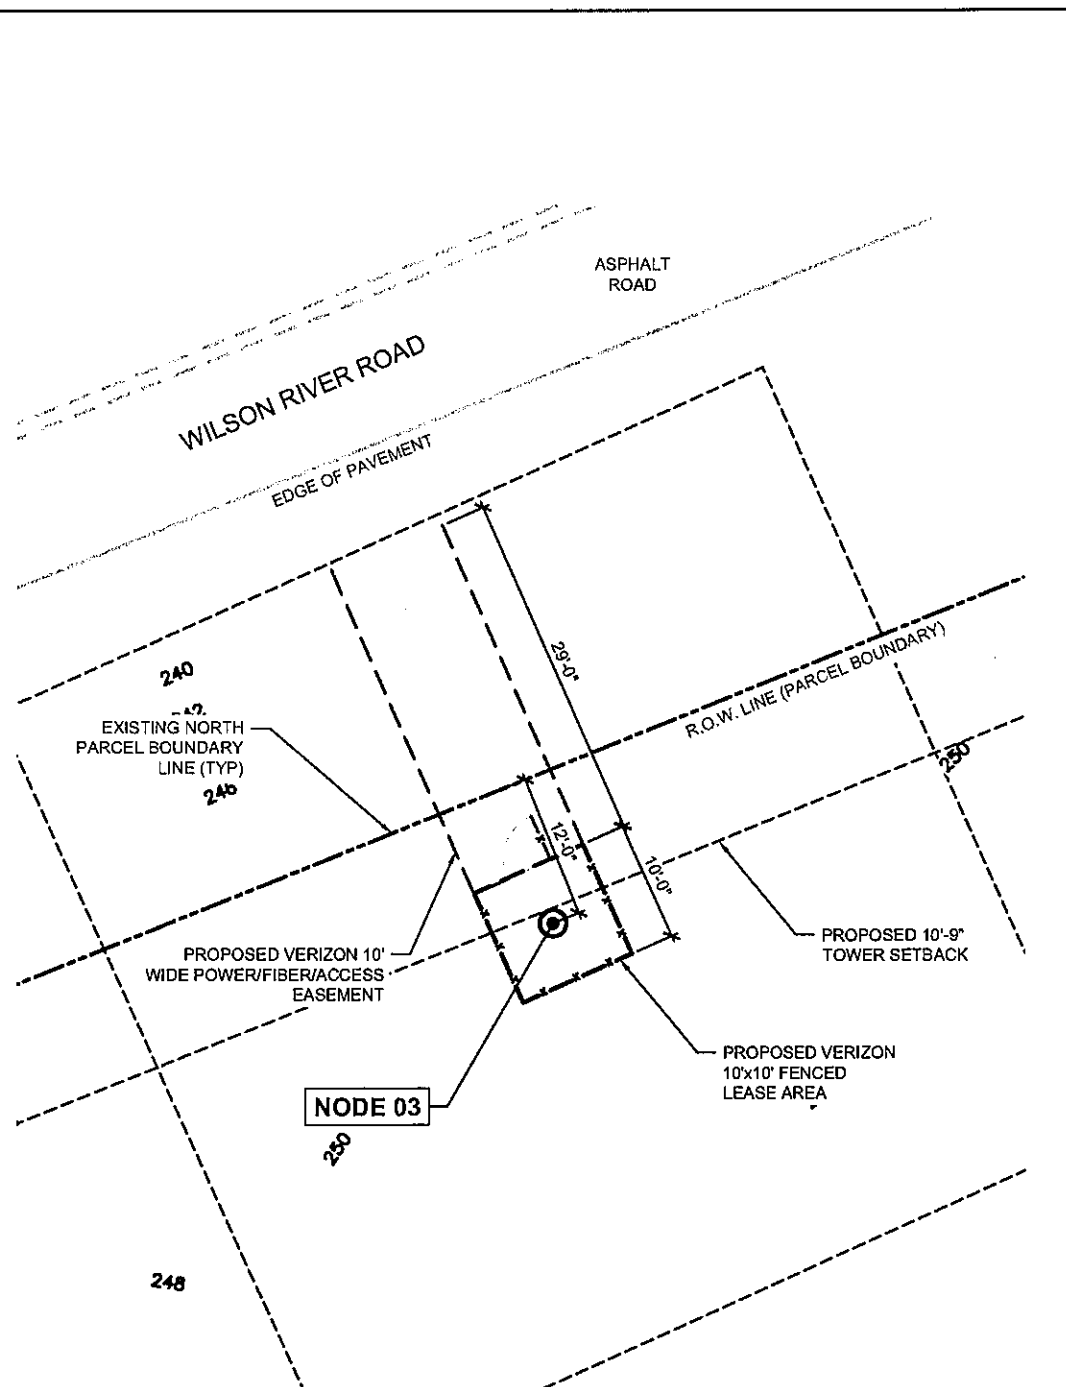 ASPHALT
ROAD
WILSON RIVER ROAD
EDGE OF PAVEMENT
29'-0"
240
R.O.W. LINE (PARCEL BOUNDARY)
EXISTING NORTH
PARCEL BOUNDARY
LINE (TYP)
246
250
12'-0"
10'-0"
PROPOSED VERIZON 10'
WIDE POWER/FIBER/ACCESS
EASEMENT
PROPOSED 10'-9"
TOWER SETBACK
PROPOSED VERIZON
10'x10' FENCED
LEASE AREA
NODE 03
250
248